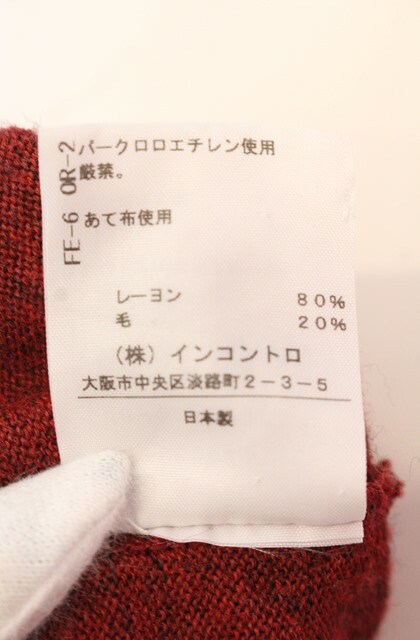 パークロロエチレン使用
厳禁。
あて布使用
FE-6 OR-2
レーヨン 80%
毛 20%
(株)インコントロ
大阪市中央区淡路町2-3-5
日本製